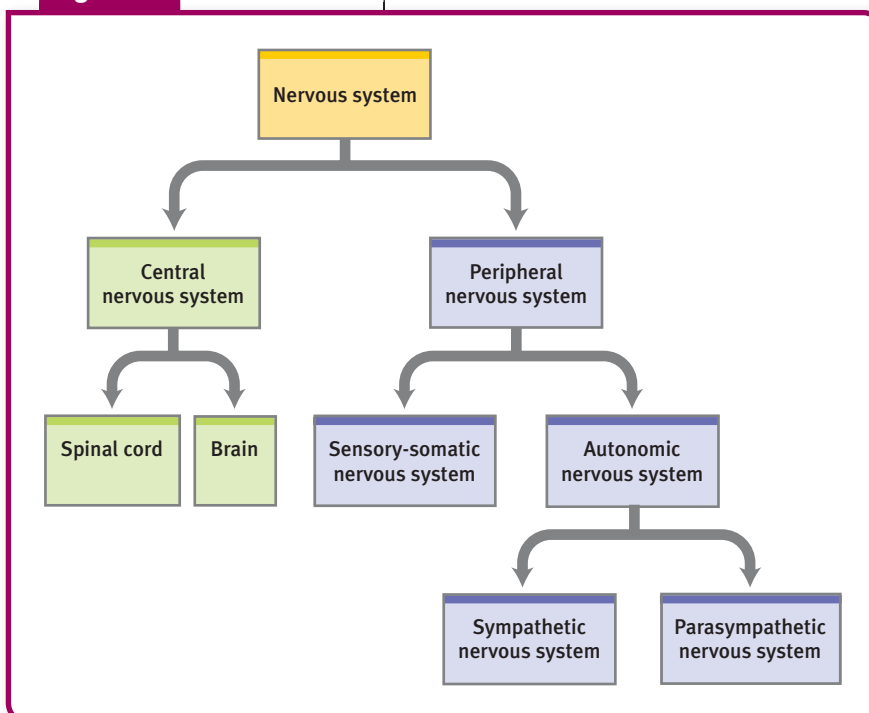 Nervous system
Central
nervous system
Peripheral
nervous system
Spinal cord
Brain
Sensory-somatic
nervous system
Autonomic
nervous system
Sympathetic
nervous system
Parasympathetic
nervous system